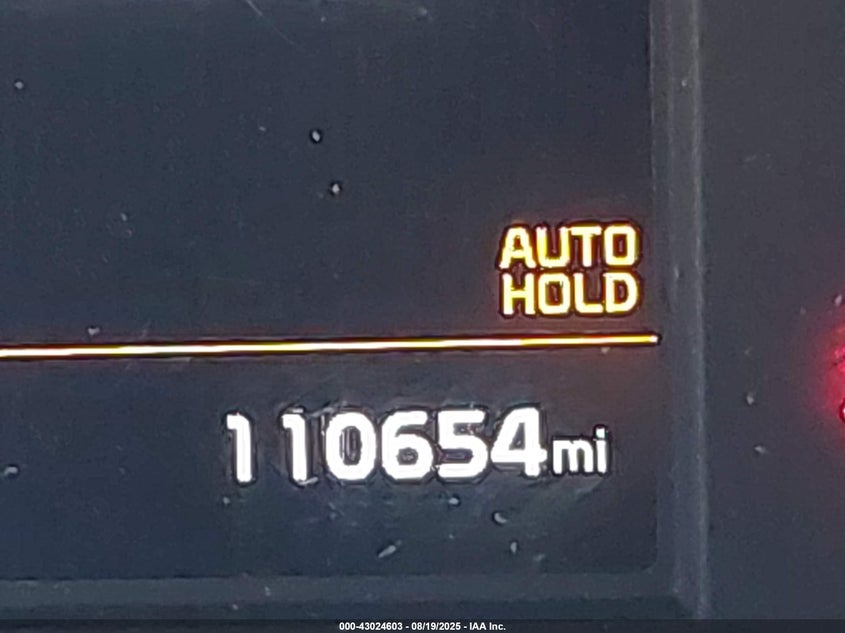 AUTO
HOLD
110654mi
000-43024603 - 08/19/2025 - IAA Inc.